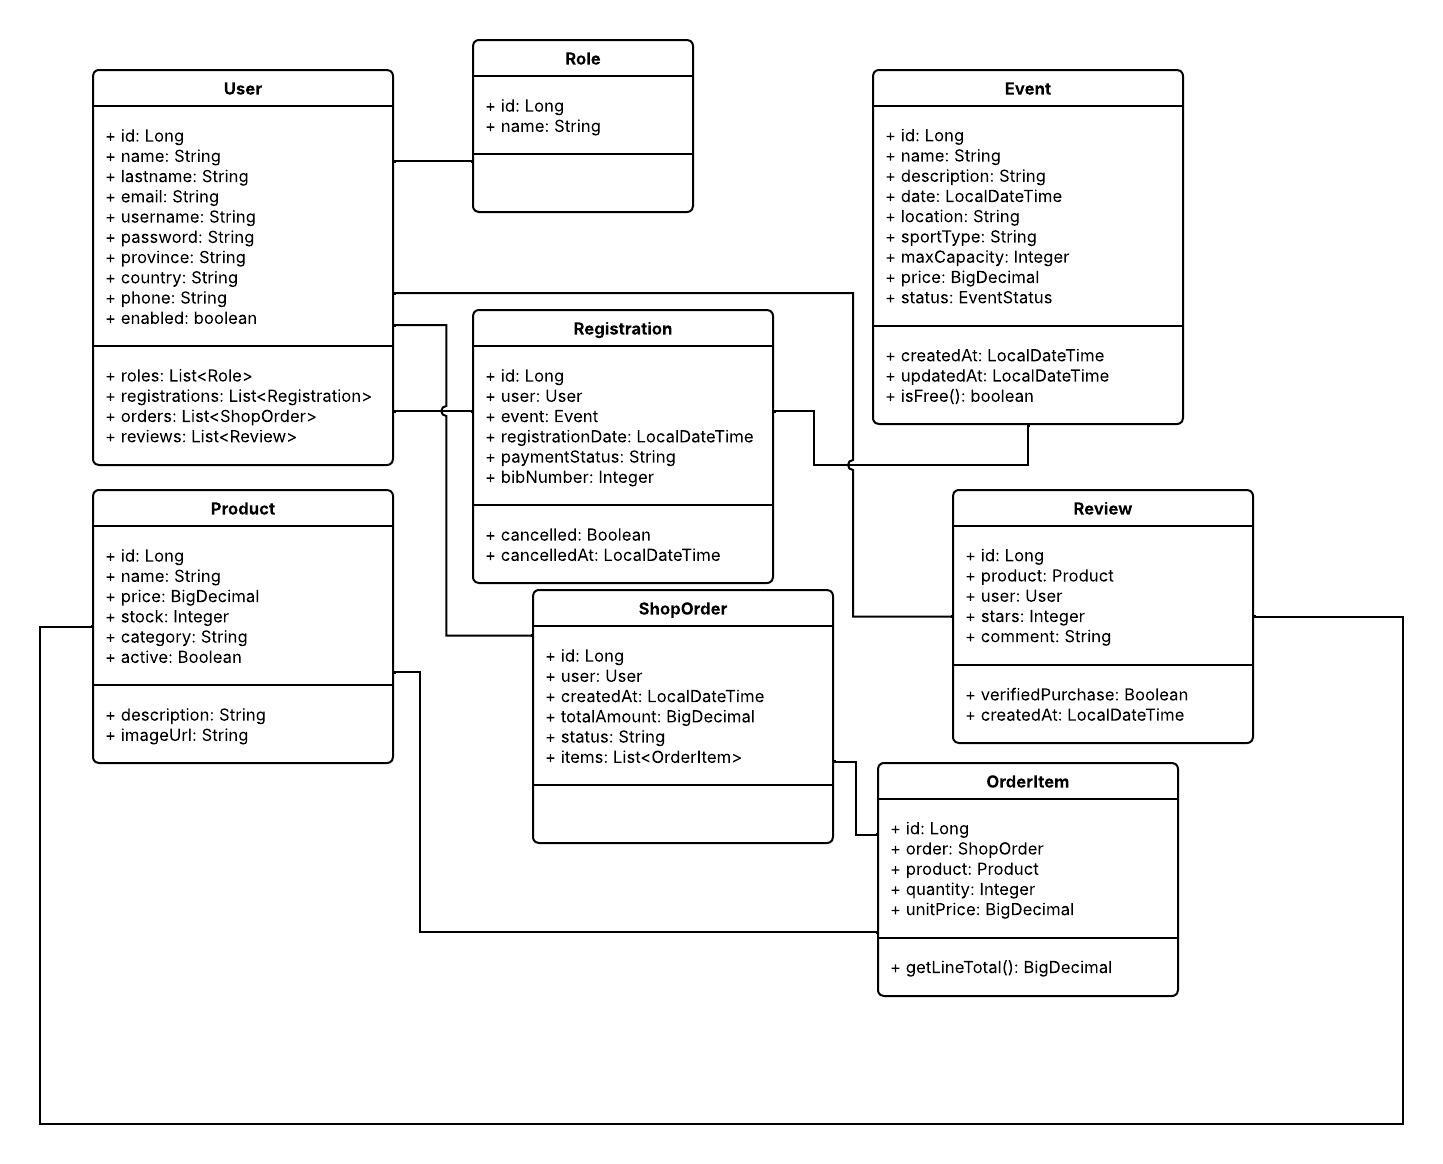 User
+ id: Long
+ name: String
+ lastname: String
+ email: String
+ username: String
+ password: String
+ province: String
+ country: String
+ phone: String
+ enabled: boolean
+ roles: List<Role>
+ registrations: List<Registration>
+ orders: List<ShopOrder>
+ reviews: List<Review>
Role
+ id: Long
+ name: String
Event
+ id: Long
+ name: String
+ description: String
+ date: LocalDateTime
+ location: String
+ sportType: String
+ maxCapacity: Integer
+ price: BigDecimal
+ status: EventStatus
+ createdAt: LocalDateTime
+ updatedAt: LocalDateTime
+ isFree(): boolean
Registration
+ id: Long
+ user: User
+ event: Event
+ registrationDate: LocalDateTime
+ paymentStatus: String
+ bibNumber: Integer
+ cancelled: Boolean
+ cancelledAt: LocalDateTime
Product
+ id: Long
+ name: String
+ price: BigDecimal
+ stock: Integer
+ category: String
+ active: Boolean
+ description: String
+ imageUrl: String
Review
+ id: Long
+ product: Product
+ user: User
+ stars: Integer
+ comment: String
+ verifiedPurchase: Boolean
+ createdAt: LocalDateTime
ShopOrder
+ id: Long
+ user: User
+ createdAt: LocalDateTime
+ totalAmount: BigDecimal
+ status: String
+ items: List<OrderItem>
OrderItem
+ id: Long
+ order: ShopOrder
+ product: Product
+ quantity: Integer
+ unitPrice: BigDecimal
+ getLineTotal(): BigDecimal